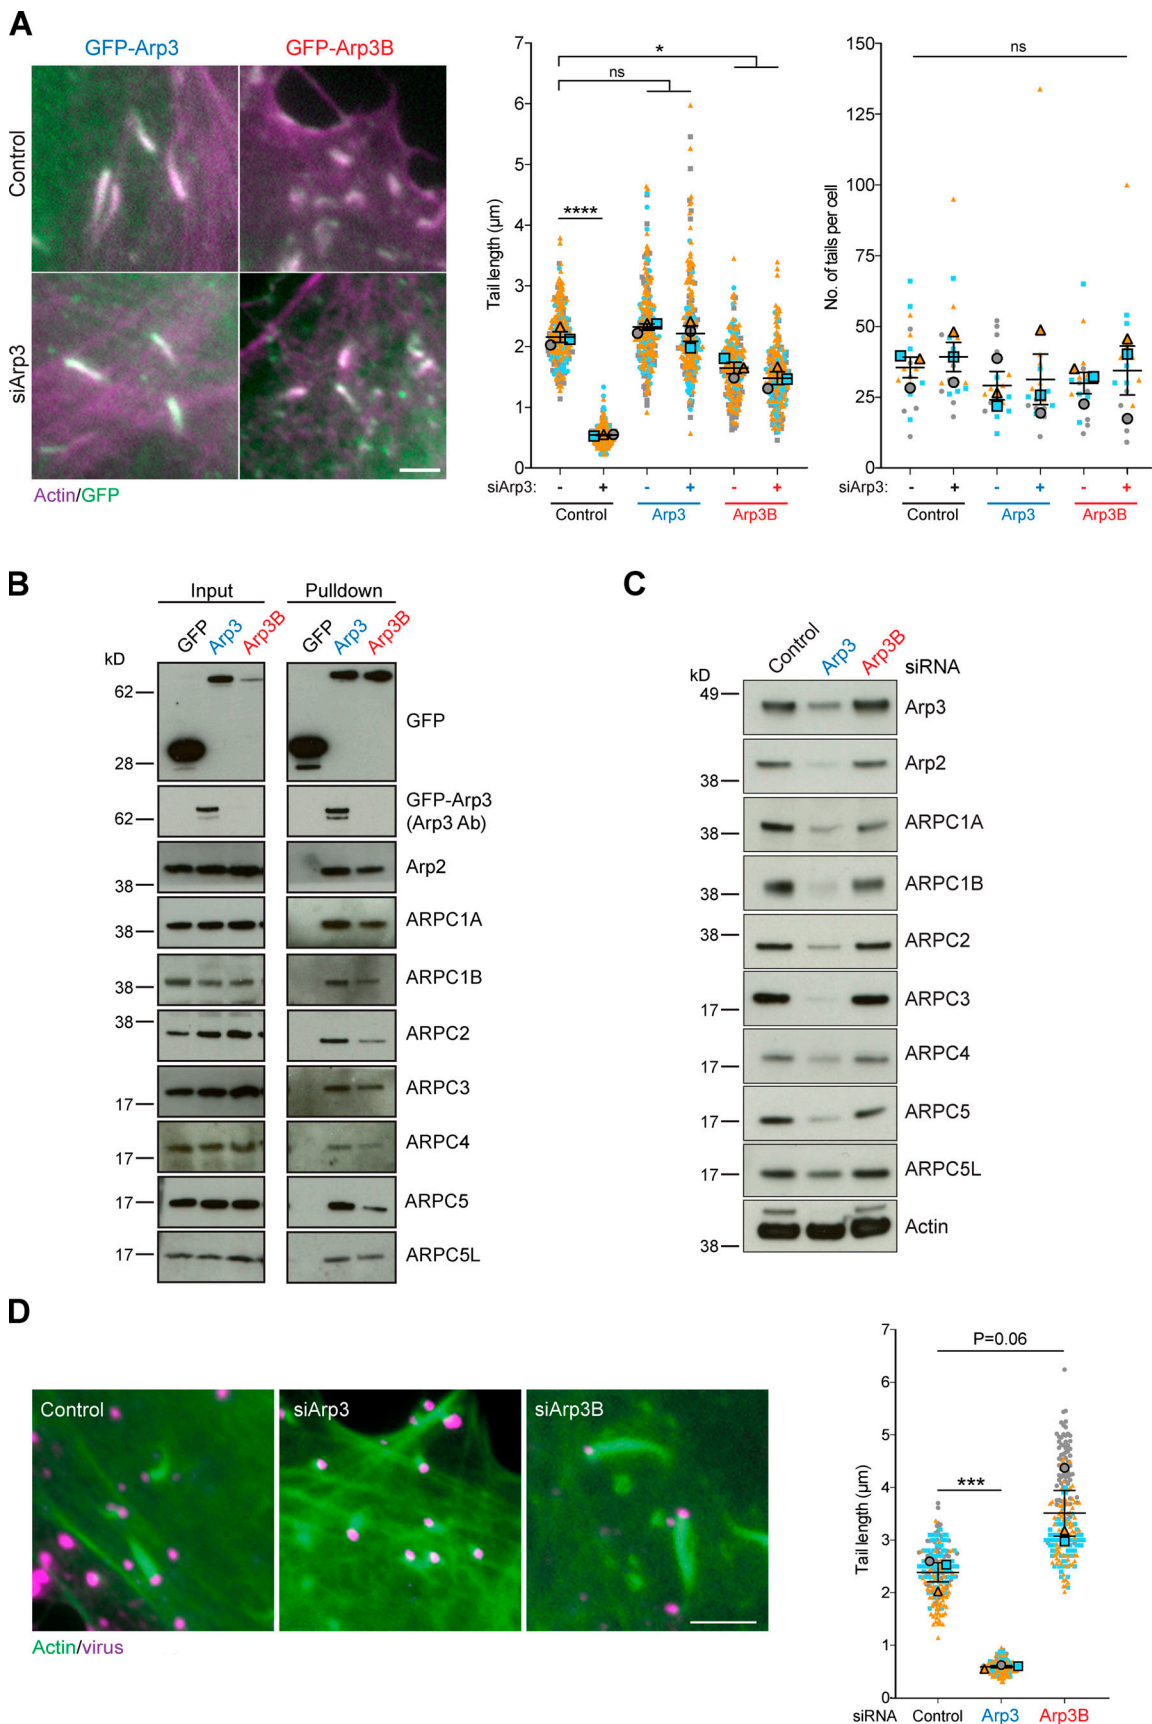 A
GFP-Arp3
GFP-Arp3B
Control
siArp3
Actin/GFP
Tail length (µm)
7
6
5
4
3
2
1
0
*
ns
****
siArp3:
- + - + - +
Control Arp3 Arp3B
No. of tails per cell
150
125
100
75
50
25
0
ns
siArp3:
- + - + - +
Control Arp3 Arp3B
B
Input Pulldown
GFP Arp3 Arp3B GFP Arp3 Arp3B
kD
62
28
GFP
62
GFP-Arp3
(Arp3 Ab)
38
Arp2
38
ARPC1A
38
ARPC1B
38
ARPC2
17
ARPC3
17
ARPC4
17
ARPC5
17
ARPC5L
C
Control Arp3 Arp3B siRNA
kD
49
Arp3
38
Arp2
38
ARPC1A
38
ARPC1B
38
ARPC2
17
ARPC3
17
ARPC4
17
ARPC5
17
ARPC5L
38
Actin
D
Control
siArp3
siArp3B
Actin/virus
Tail length (µm)
7
6
5
4
3
2
1
0
P=0.06
***
siRNA Control Arp3 Arp3B